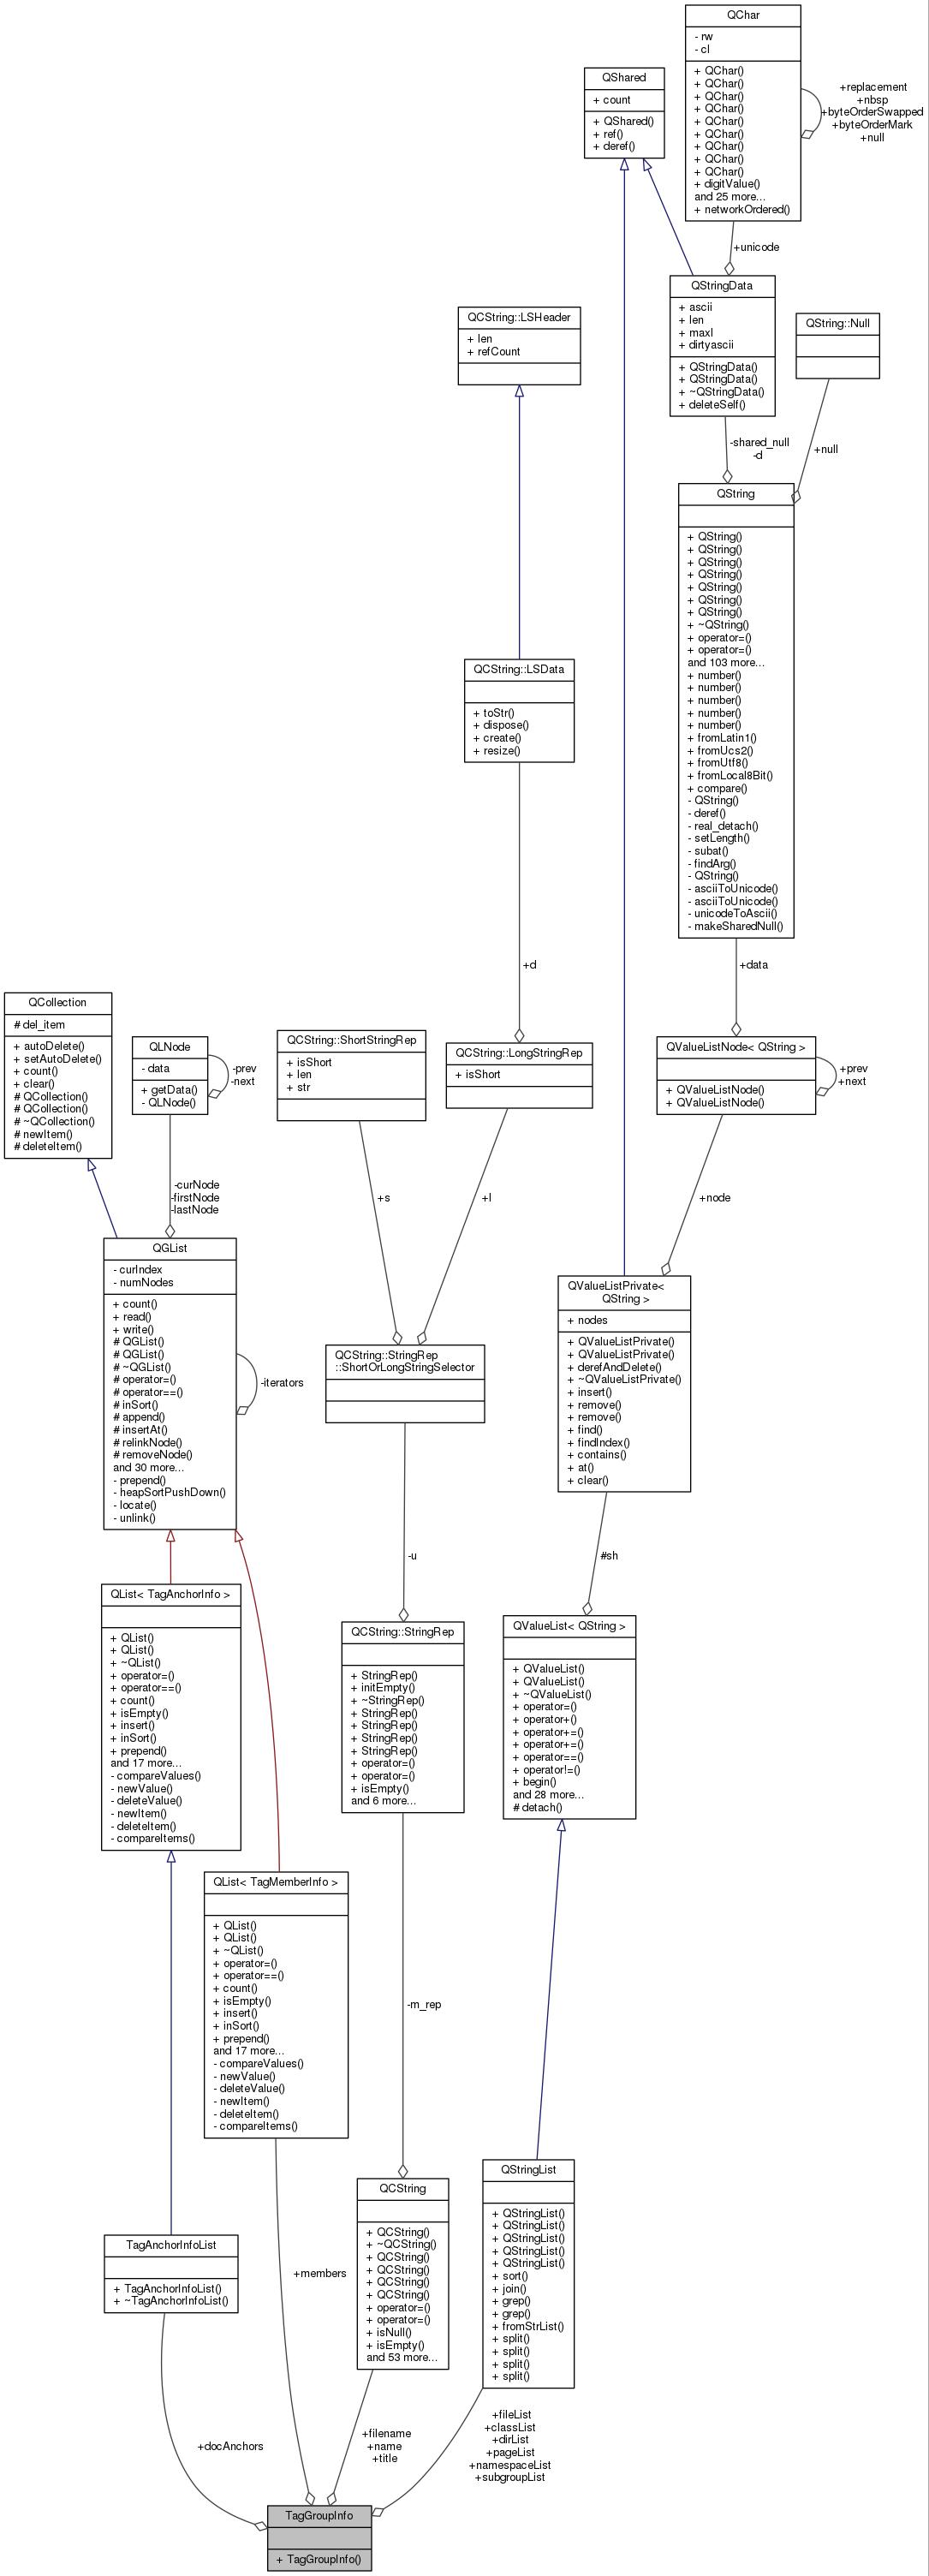 QChar
- rw
- cl
+ QChar()
+ QChar()
+ QChar()
+ QChar()
+ QChar()
+ QChar()
+ QChar()
+ QChar()
+ QChar()
+ digitValue()
and 25 more...
+ networkOrdered()
+replacement
+nbsp
+byteOrderSwapped
+byteOrderMark
+null
QShared
+ count
+ QShared()
+ ref()
+ deref()
+unicode
QStringData
+ ascii
+ len
+ maxl
+ dirtyascii
+ QStringData()
+ QStringData()
+ ~QStringData()
+ deleteSelf()
QString::Null
QCString::LSHeader
+ len
+ refCount
-shared_null
-d
+null
QString
+ QString()
+ QString()
+ QString()
+ QString()
+ QString()
+ QString()
+ QString()
+ ~QString()
+ operator=()
+ operator=()
and 103 more...
+ number()
+ number()
+ number()
+ number()
+ number()
+ fromLatin1()
+ fromUcs2()
+ fromUtf8()
+ fromLocal8Bit()
+ compare()
- QString()
- deref()
- real_detach()
- setLength()
- subat()
- findArg()
- QString()
- asciiToUnicode()
- asciiToUnicode()
- unicodeToAscii()
- makeSharedNull()
QCString::LSData
+ toStr()
+ dispose()
+ create()
+ resize()
+d
+data
QCollection
# del_item
+ autoDelete()
+ setAutoDelete()
+ count()
+ clear()
# QCollection()
# QCollection()
# ~QCollection()
# newItem()
# deleteItem()
QLNode
- data
+ getData()
- QLNode()
-prev
-next
QCString::ShortStringRep
+ isShort
+ len
+ str
QCString::LongStringRep
+ isShort
QValueListNode< QString >
+ QValueListNode()
+ QValueListNode()
+prev
+next
-curNode
-firstNode
-lastNode
+s
+l
+node
QGList
- curIndex
- numNodes
+ count()
+ read()
+ write()
# QGList()
# QGList()
# ~QGList()
# operator=()
# operator==()
# inSort()
# append()
# insertAt()
# relinkNode()
# removeNode()
and 30 more...
- prepend()
- heapSortPushDown()
- locate()
- unlink()
-iterators
QCString::StringRep
::ShortOrLongStringSelector
QValueListPrivate<
QString >
+ nodes
+ QValueListPrivate()
+ QValueListPrivate()
+ derefAndDelete()
+ ~QValueListPrivate()
+ insert()
+ remove()
+ remove()
+ find()
+ findIndex()
+ contains()
+ at()
+ clear()
-u
#sh
QList< TagAnchorInfo >
+ QList()
+ QList()
+ ~QList()
+ operator=()
+ operator==()
+ count()
+ isEmpty()
+ insert()
+ inSort()
+ prepend()
and 17 more...
- compareValues()
- newValue()
- deleteValue()
- newItem()
- deleteItem()
- compareItems()
QCString::StringRep
+ StringRep()
+ initEmpty()
+ ~StringRep()
+ StringRep()
+ StringRep()
+ StringRep()
+ StringRep()
+ operator=()
+ operator=()
+ isEmpty()
and 6 more...
QValueList< QString >
+ QValueList()
+ QValueList()
+ ~QValueList()
+ operator=()
+ operator+()
+ operator+=()
+ operator+=()
+ operator==()
+ operator!=()
+ begin()
and 28 more...
# detach()
QList< TagMemberInfo >
+ QList()
+ QList()
+ ~QList()
+ operator=()
+ operator==()
+ count()
+ isEmpty()
+ insert()
+ inSort()
+ prepend()
and 17 more...
- compareValues()
- newValue()
- deleteValue()
- newItem()
- deleteItem()
- compareItems()
-m_rep
QStringList
+ QStringList()
+ QStringList()
+ QStringList()
+ QStringList()
+ QStringList()
+ sort()
+ join()
+ grep()
+ grep()
+ fromStrList()
+ split()
+ split()
+ split()
+ split()
QCString
+ QCString()
+ ~QCString()
+ QCString()
+ QCString()
+ QCString()
+ QCString()
+ operator=()
+ operator=()
+ isNull()
+ isEmpty()
and 53 more...
TagAnchorInfoList
+ TagAnchorInfoList()
+ ~TagAnchorInfoList()
+members
+docAnchors
+filename
+name
+title
+fileList
+classList
+dirList
+pageList
+namespaceList
+subgroupList
TagGroupInfo
+ TagGroupInfo()